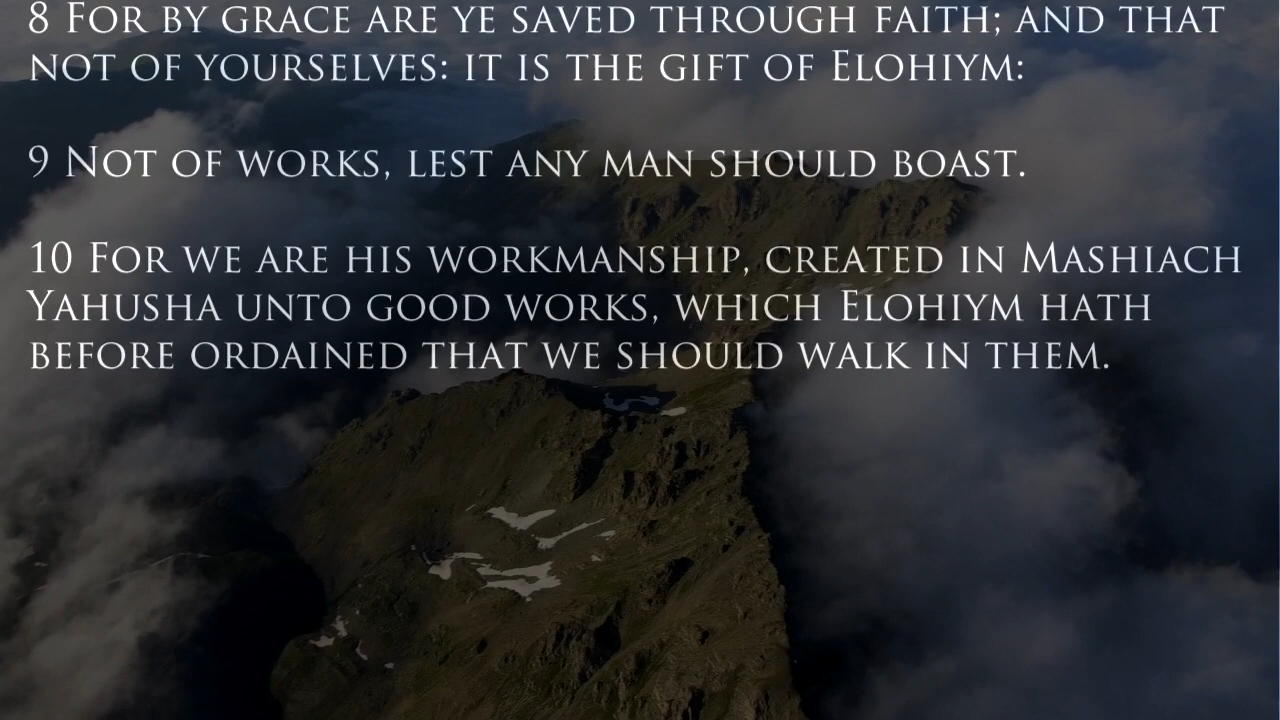 8 For by grace are ye saved through faith; and that
not of yourselves: it is the gift of Elohiym:
9 Not of works, lest any man should boast.
10 For we are his workmanship, created in Mashiach
Yahusha unto good works, which Elohiym hath
before ordained that we should walk in them.